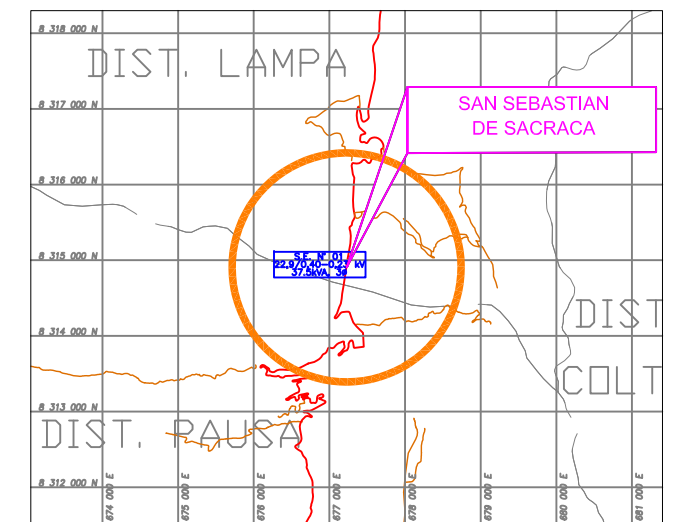 8 318 000 N
DIST. LAMPA
8 317 000 N
SAN SEBASTIAN
DE SACRACA
8 316 000 N
8 315 000 N
S.E. N° 01
22,9/0,40-0,23 kV
37.5kVA, 3ø
8 314 000 N
DIST
COLT
8 313 000 N
DIST. PAUSA
8 312 000 N
674 000 E
675 000 E
676 000 E
677 000 E
678 000 E
679 000 E
680 000 E
681 000 E